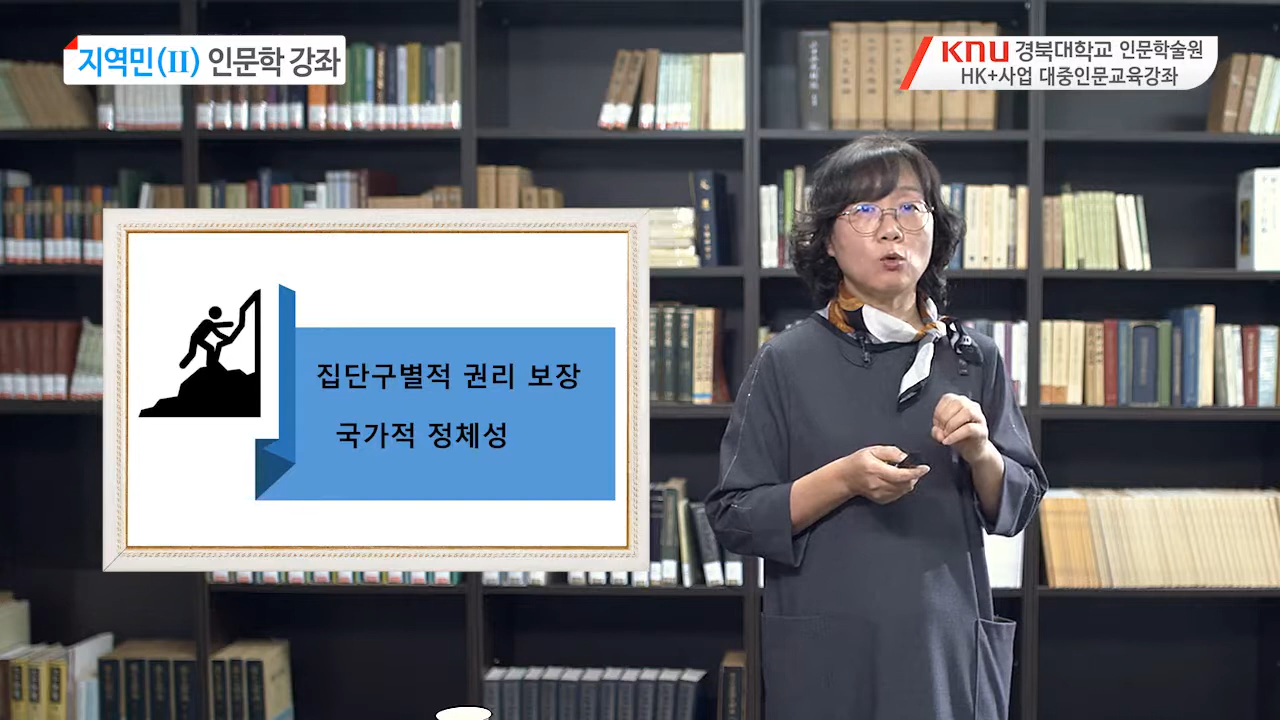 지역민(II) 인문학 강좌
KNU 경북대학교 인문학술원
HK+사업 대중인문교육강좌
집단구별적 권리 보장
국가적 정체성